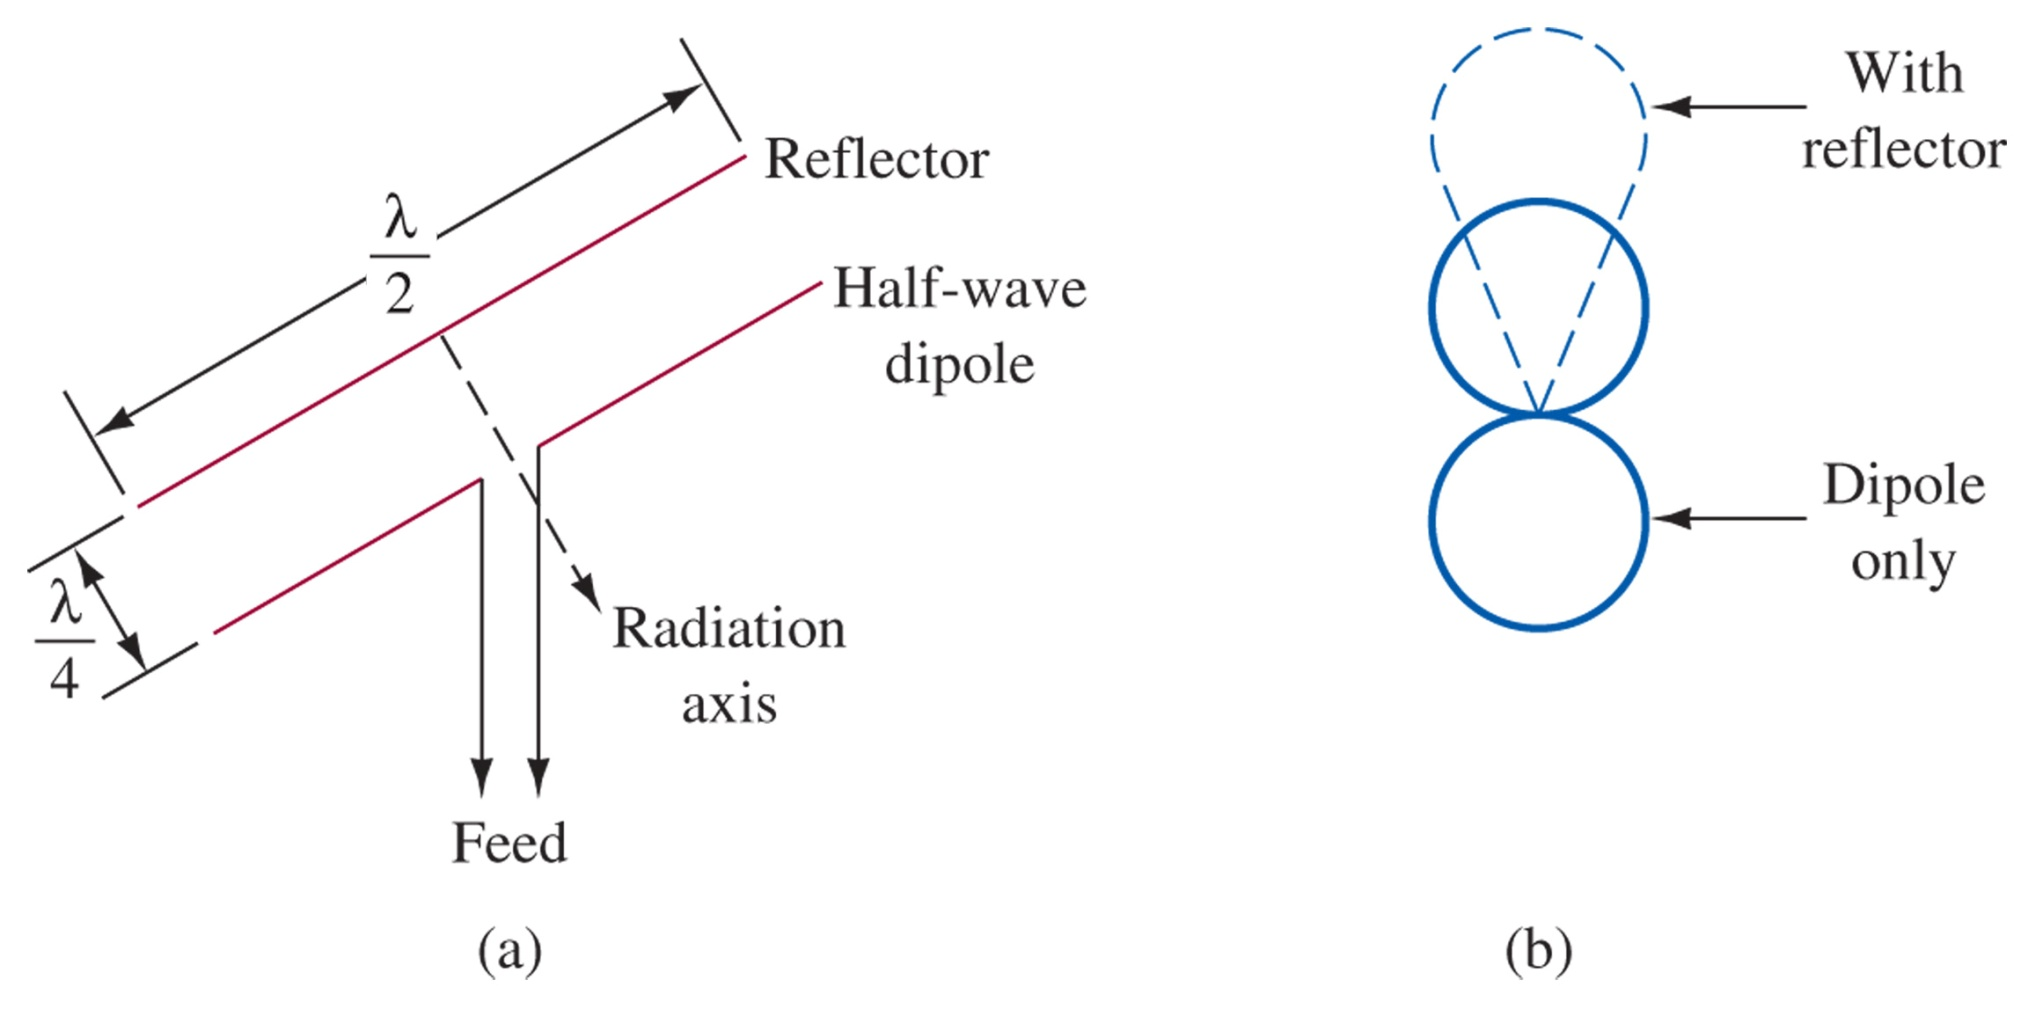 Reflector
λ
2
Half-wave
dipole
λ
4
Radiation
axis
Feed
(a)
With
reflector
Dipole
only
(b)